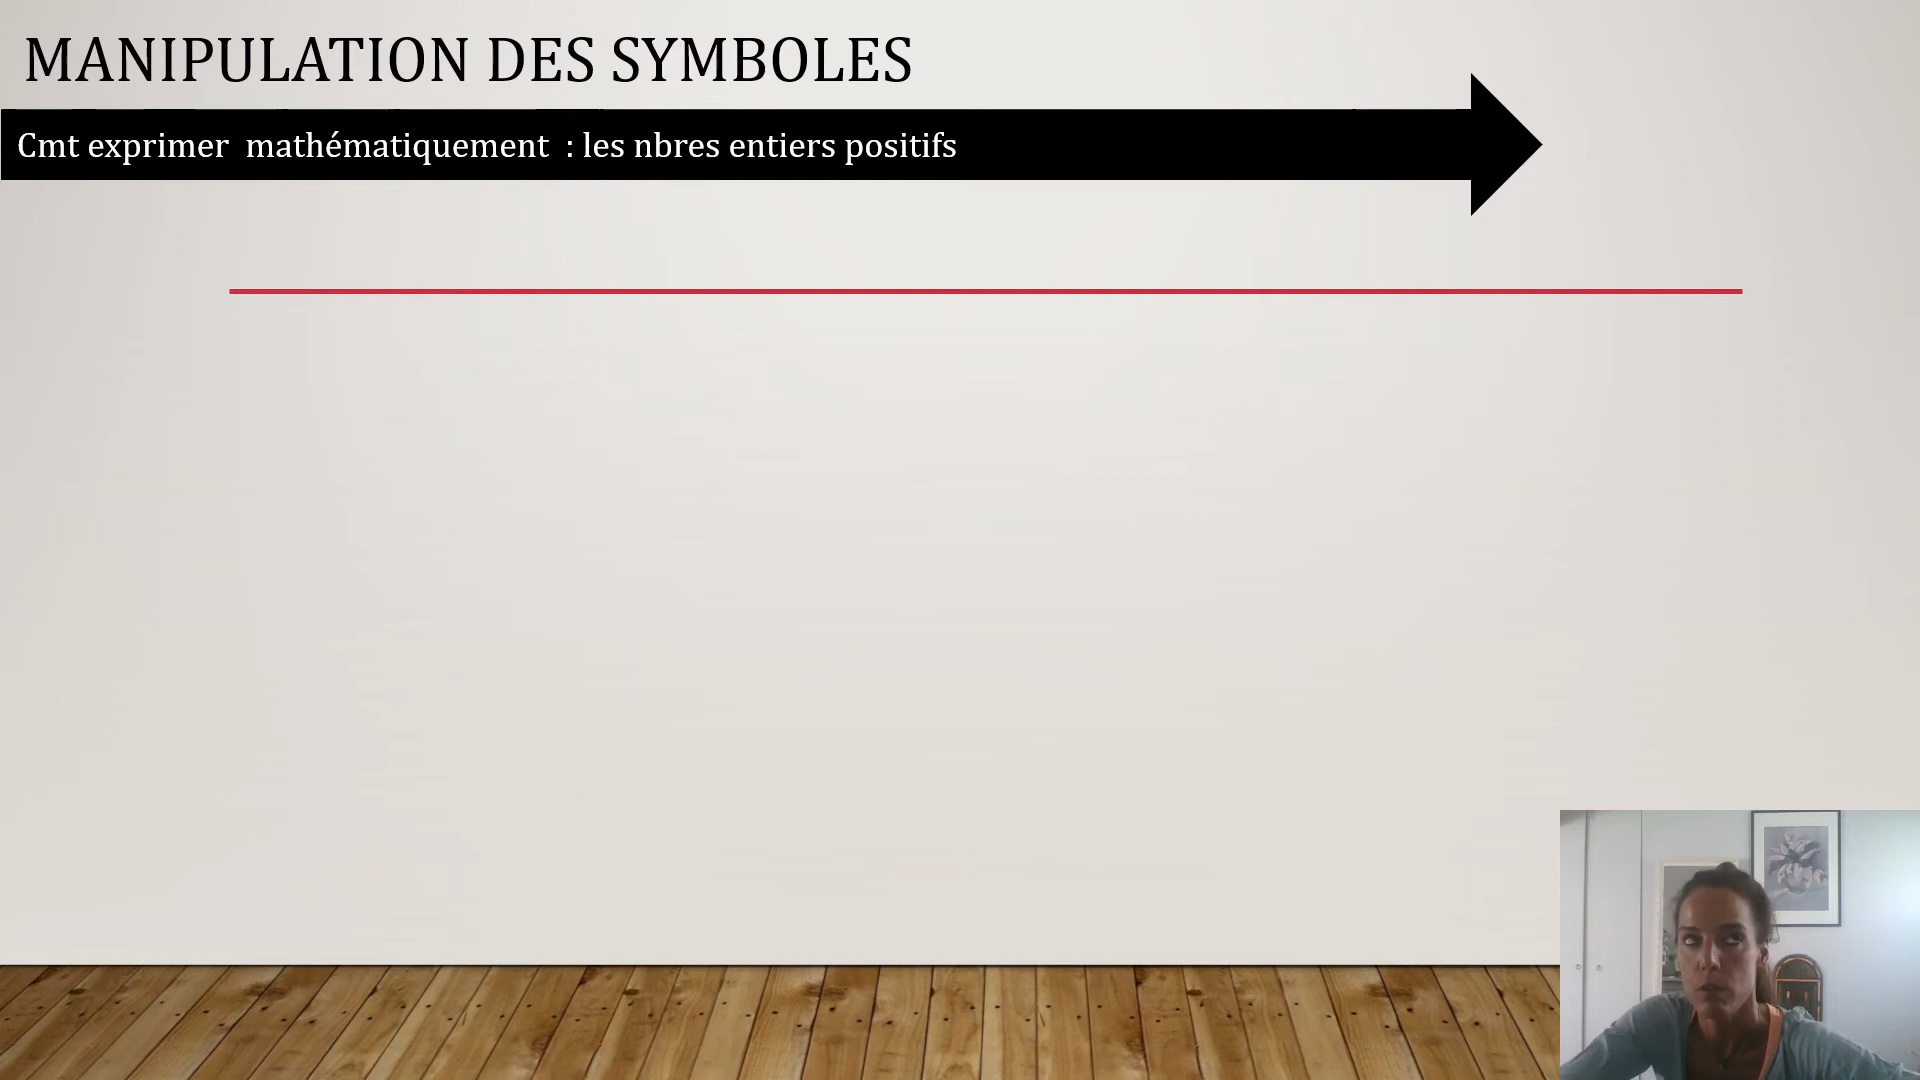 MANIPULATION DES SYMBOLES
Cmt exprimer mathématiquement : les nbres entiers positifs